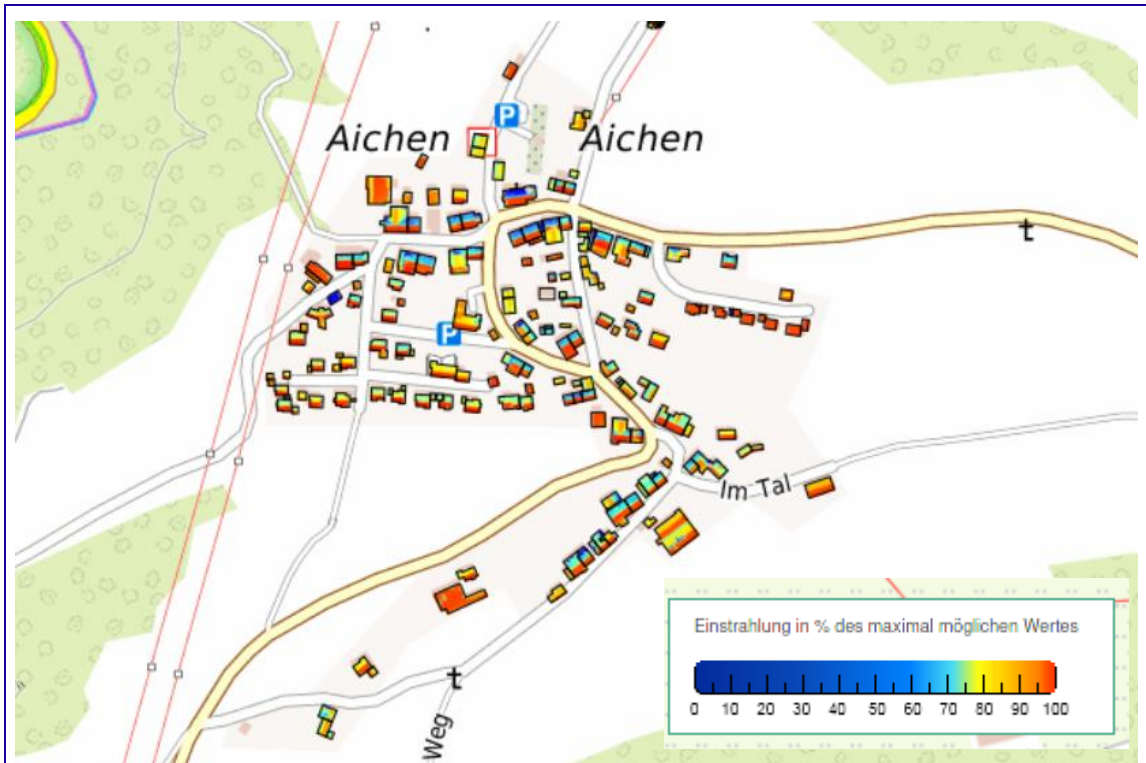 P
Aichen
Aichen
P
Im Tal
Weg
Einstrahlung in % des maximal möglichen Wertes
0 10 20 30 40 50 60 70 80 90 100